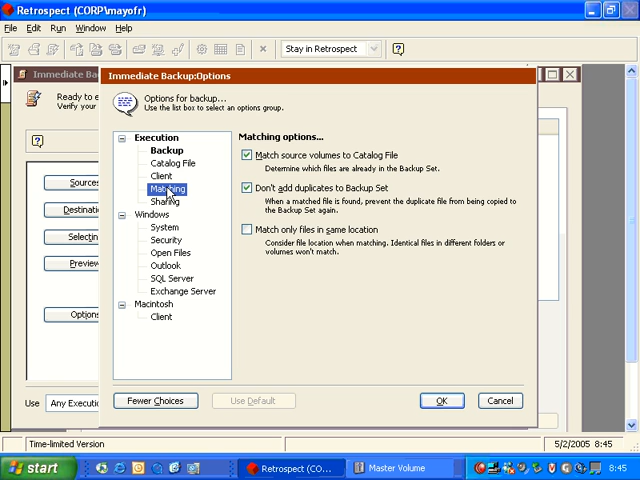 Retrospect (CORP\mayofr)
File Edit Run Window Help
Stay in Retrospect
Immediate Ba
Immediate Backup:Options
Ready to e
Verify your
Options for backup...
Use the list box to select an options group.
Sources
Destinatio
Selectin
Preview
Options
Use Any Executio
Execution
Backup
Catalog File
Client
Matching
Sharing
Windows
System
Security
Open Files
Outlook
SQL Server
Exchange Server
Macintosh
Client
Matching options...
Match source volumes to Catalog File
Determine which files are already in the Backup Set.
Don't add duplicates to Backup Set
When a matched file is found, prevent the duplicate file from being copied to
the Backup Set again.
Match only files in same location
Consider file location when matching. Identical files in different folders or
volumes won't match.
Fewer Choices Use Default OK Cancel
Time-limited Version 5/2/2005 8:45
start Retrospect (CO... Master Volume 8:45